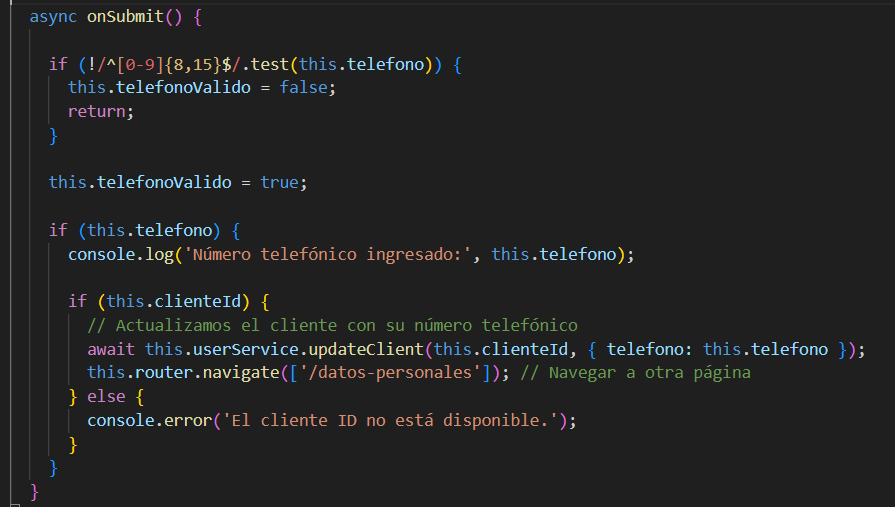 async onSubmit() {
if (!/^[0-9]{8,15}$/.test(this.telefono)) {
this.telefonoValido = false;
return;
}
this.telefonoValido = true;
if (this.telefono) {
console.log('Número telefónico ingresado:', this.telefono);
if (this.clienteId) {
// Actualizamos el cliente con su número telefónico
await this.userService.updateClient(this.clienteId, { telefono: this.telefono });
this.router.navigate(['/datos-personales']); // Navegar a otra página
} else {
console.error('El cliente ID no está disponible.');
}
}
}